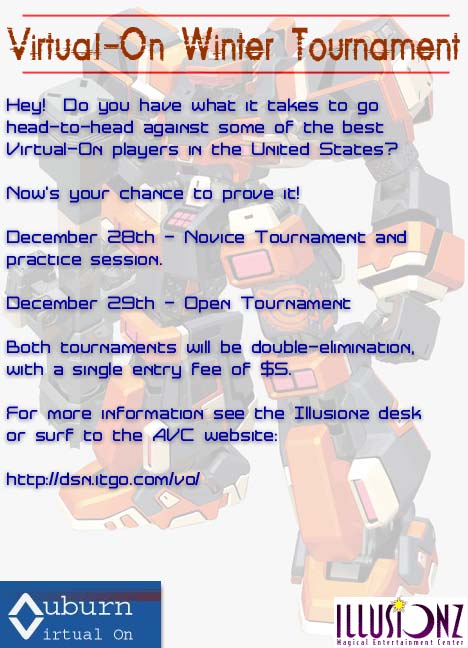 Virtual-On Winter Tournament
Hey! Do you have what it takes to go
head-to-head against some of the best
Virtual-On players in the United States?
Now's your chance to prove it!
December 28th - Novice Tournament and
practice session.
December 29th - Open Tournament
Both tournaments will be double-elimination,
with a single entry fee of $5.
For more information see the Illusionz desk
or surf to the AVC website:
http://dsn.itgo.com/vo/
Auburn
Virtual On
ILLUSIONZ
Magical Entertainment Center